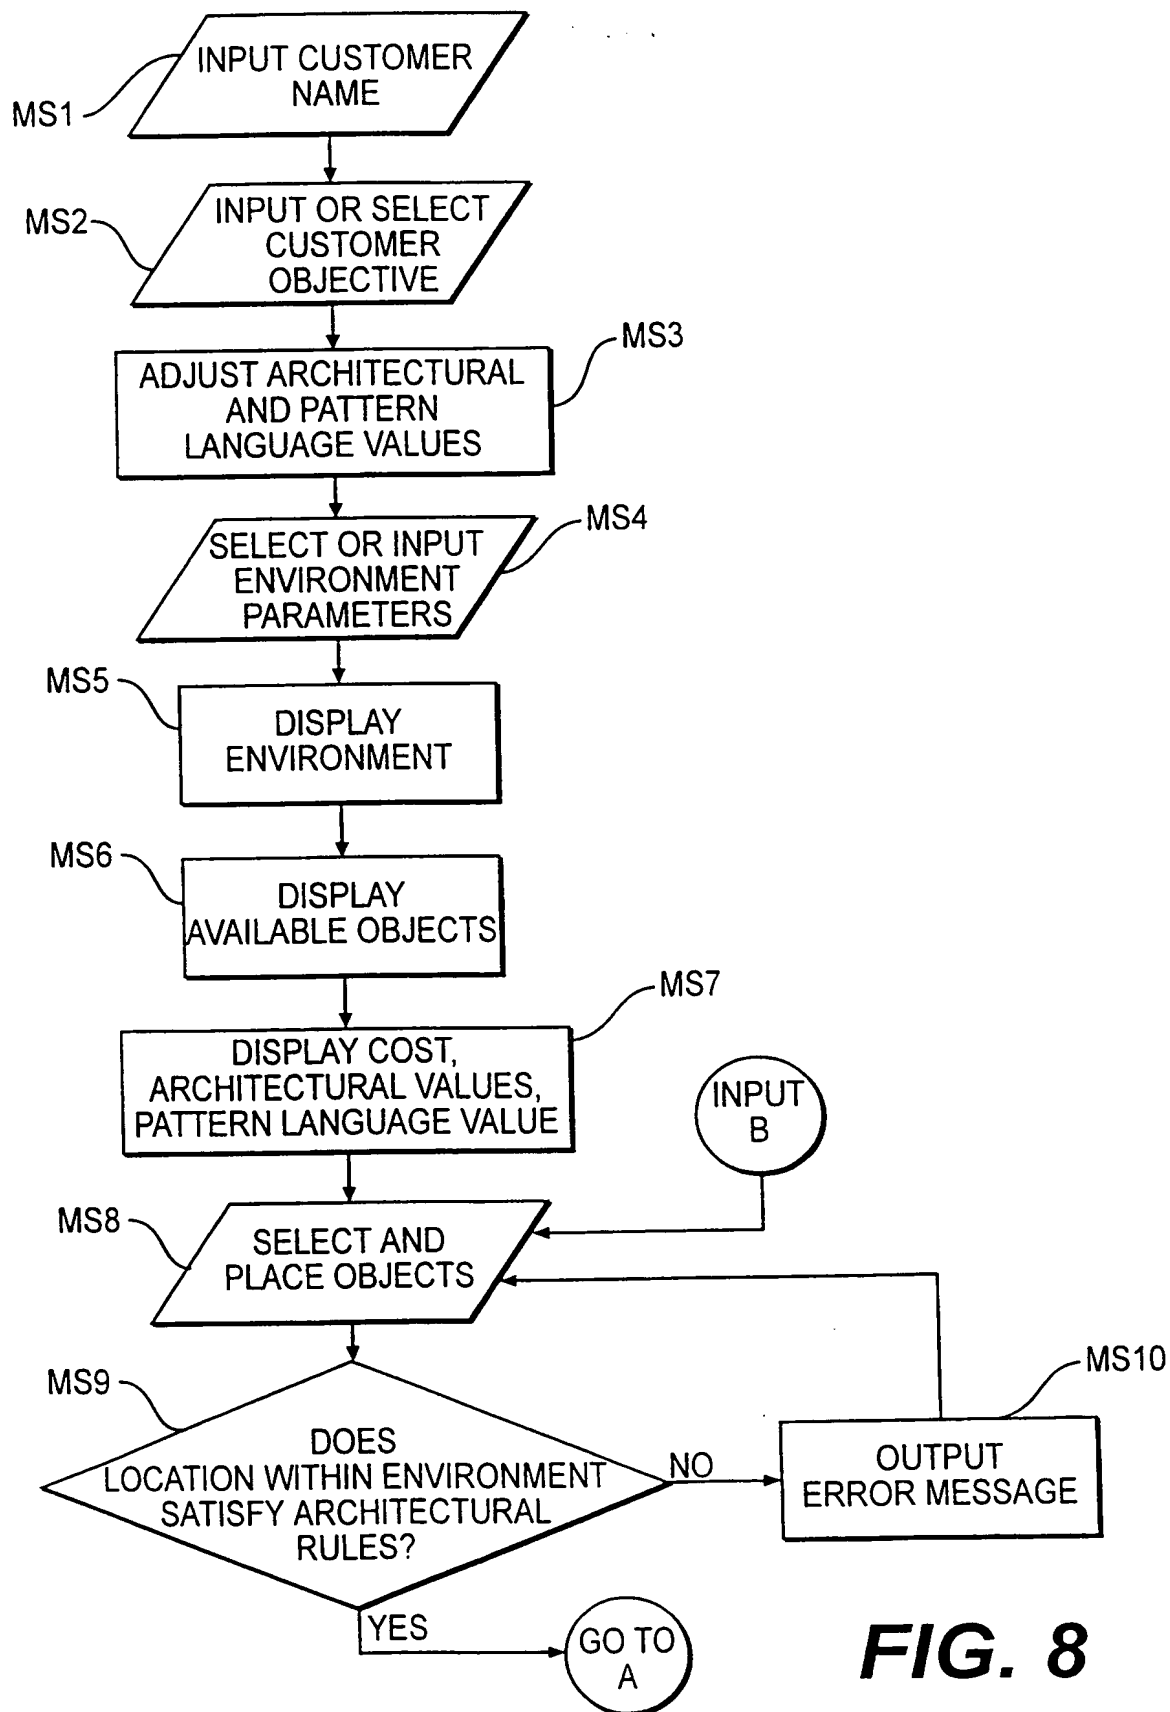 INPUT CUSTOMER
NAME
MS1
INPUT OR SELECT
CUSTOMER
OBJECTIVE
MS2
MS3
ADJUST ARCHITECTURAL
AND PATTERN
LANGUAGE VALUES
MS4
SELECT OR INPUT
ENVIRONMENT
PARAMETERS
MS5
DISPLAY
ENVIRONMENT
MS6
DISPLAY
AVAILABLE OBJECTS
MS7
DISPLAY COST,
ARCHITECTURAL VALUES,
PATTERN LANGUAGE VALUE
INPUT
B
MS8
SELECT AND
PLACE OBJECTS
MS9
DOES
LOCATION WITHIN ENVIRONMENT
SATISFY ARCHITECTURAL
RULES?
NO
MS10
OUTPUT
ERROR MESSAGE
YES
GO TO
A
FIG. 8